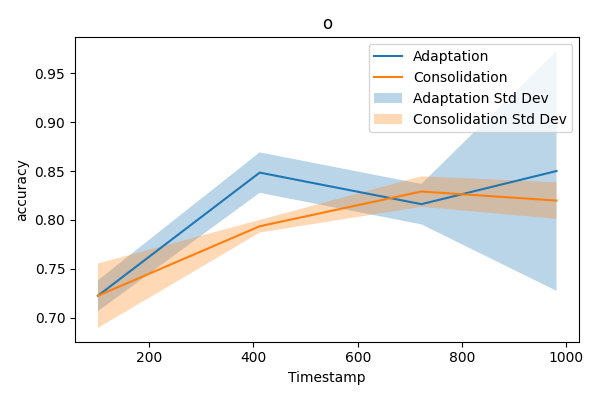 o
Adaptation
Consolidation
Adaptation Std Dev
Consolidation Std Dev
accuracy
0.95
0.90
0.85
0.80
0.75
0.70
200
400
600
800
1000
Timestamp